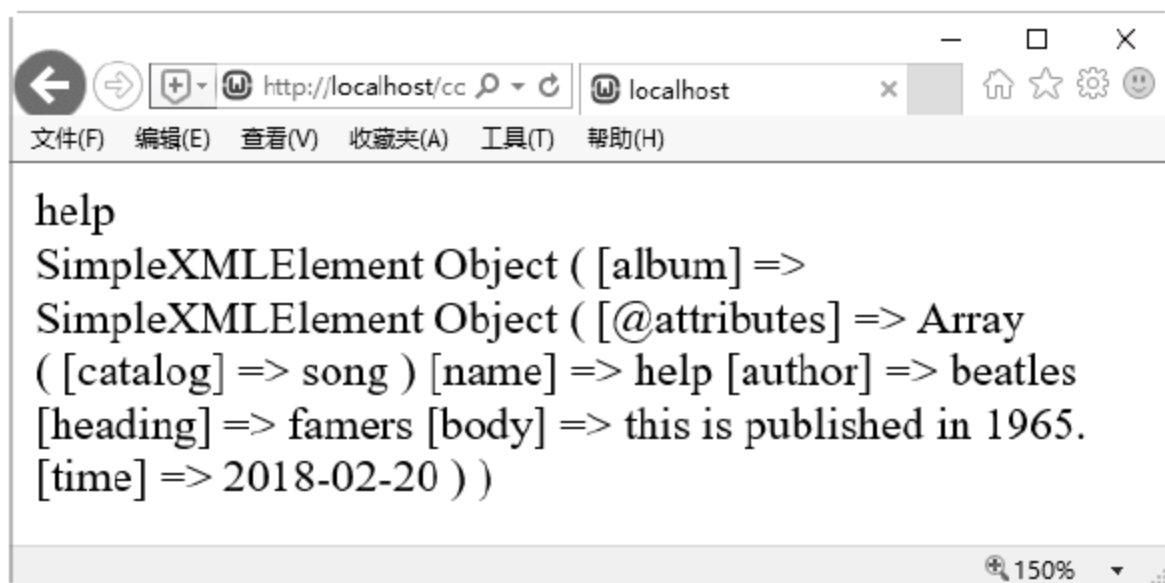 http://localhost/cc
localhost
文件(F) 编辑(E) 查看(V) 收藏夹(A) 工具(T) 帮助(H)
help
SimpleXMLElement Object ( [album] =>
SimpleXMLElement Object ( [@attributes] => Array
( [catalog] => song ) [name] => help [author] => beatles
[heading] => famers [body] => this is published in 1965.
[time] => 2018-02-20 ) )
150%